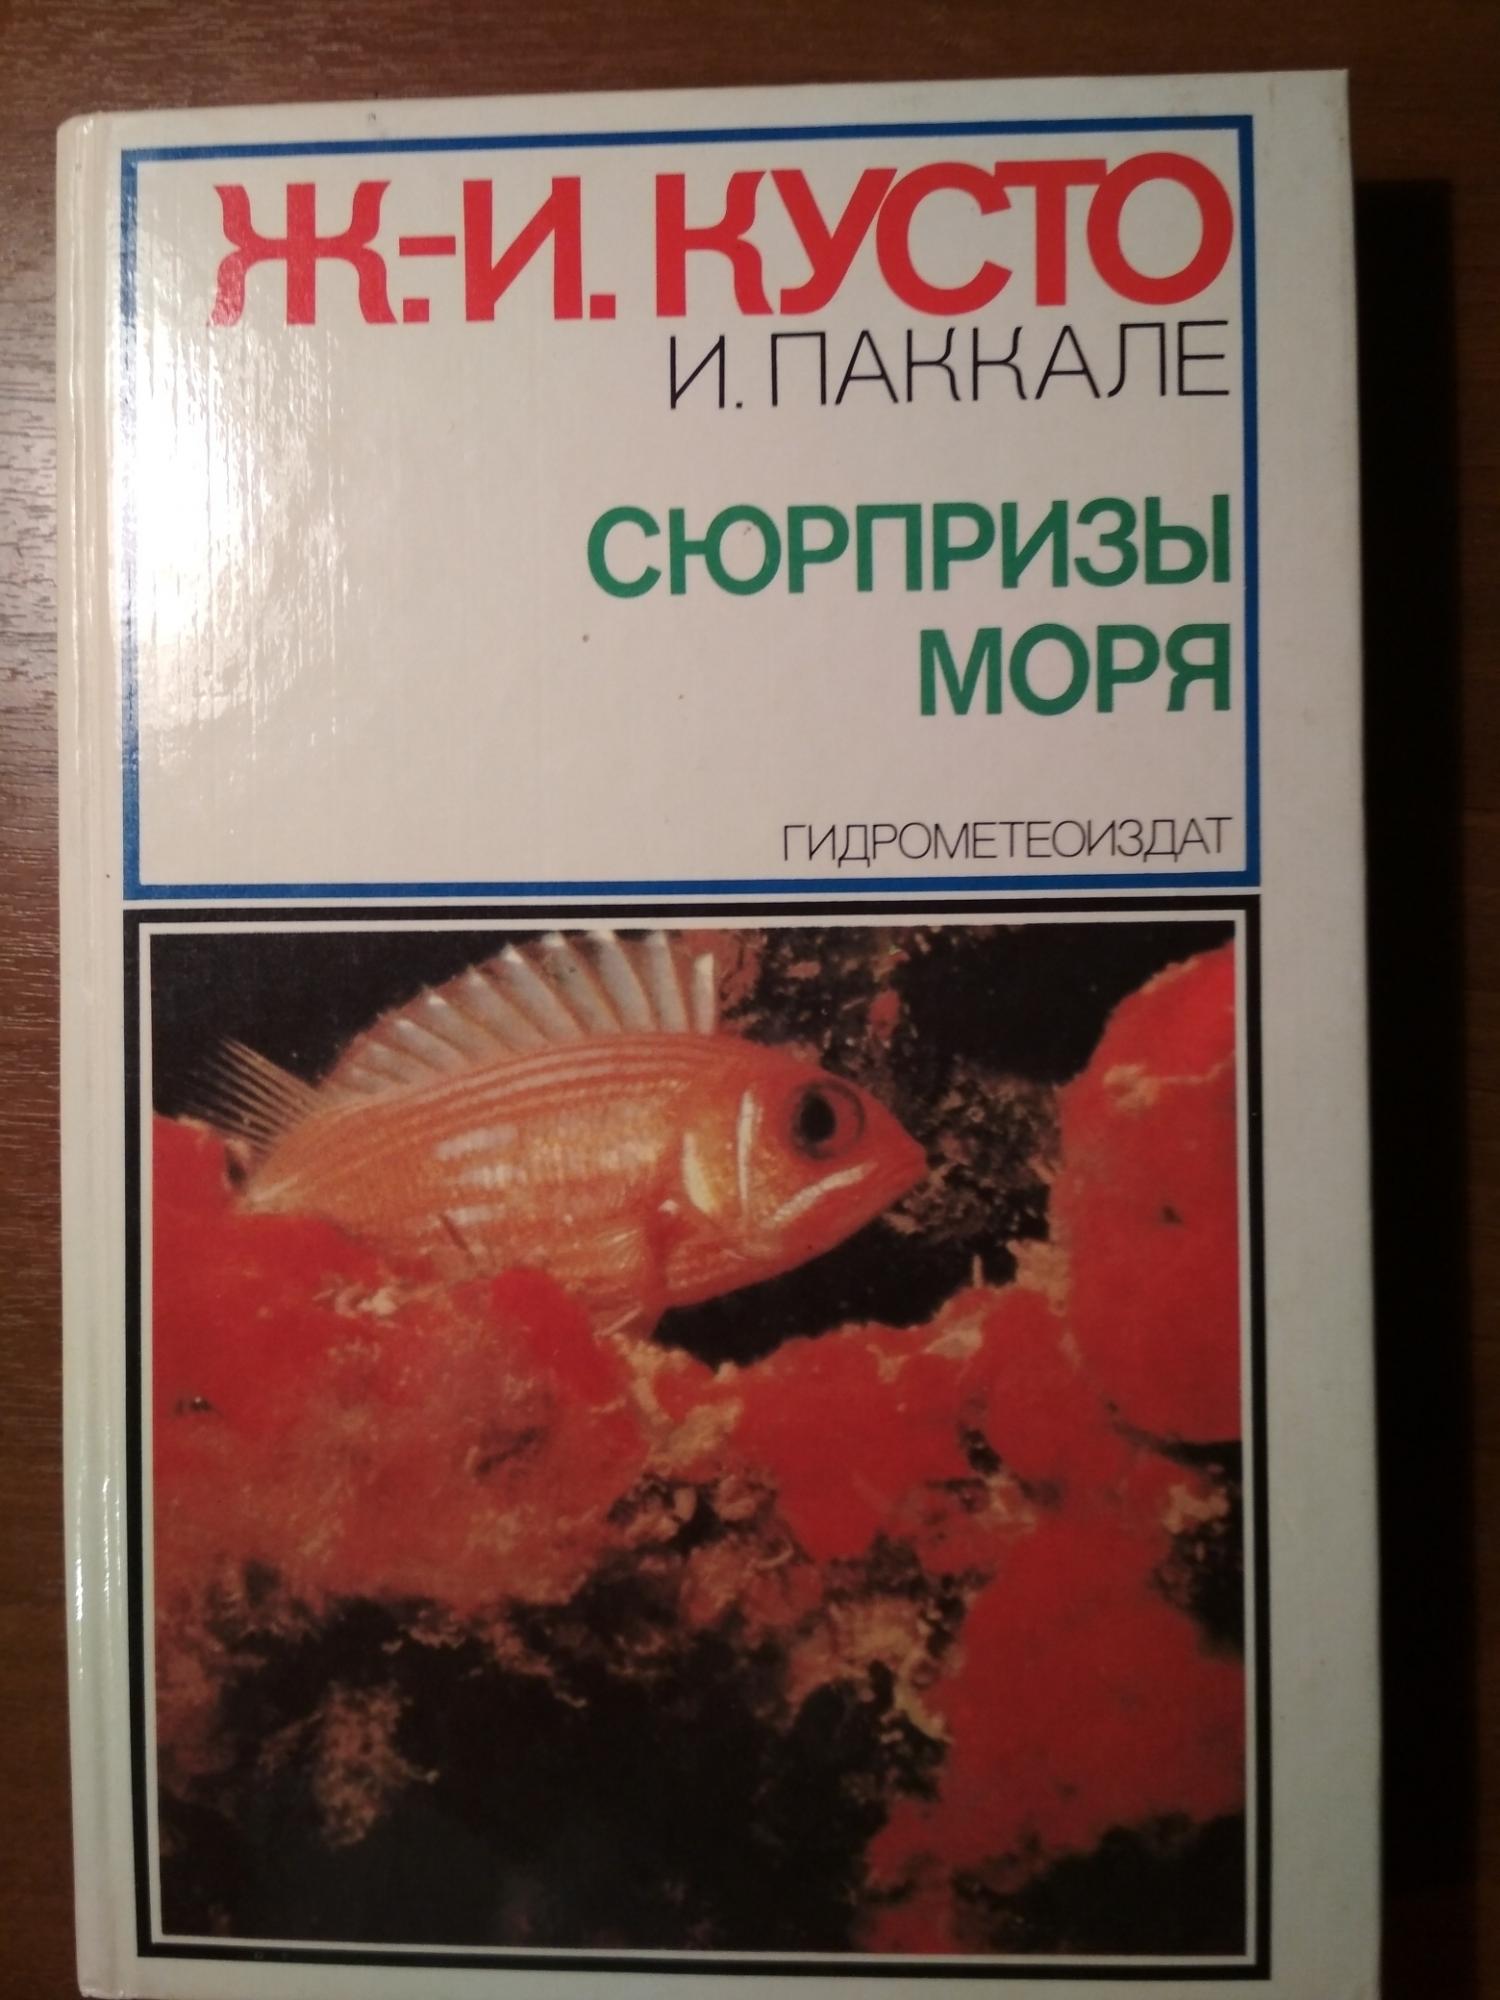 Ж.-И. КУСТО
И. ПАККАЛЕ
СЮРПРИЗЫ
МОРЯ
ГИДРОМЕТЕОИЗДАТ